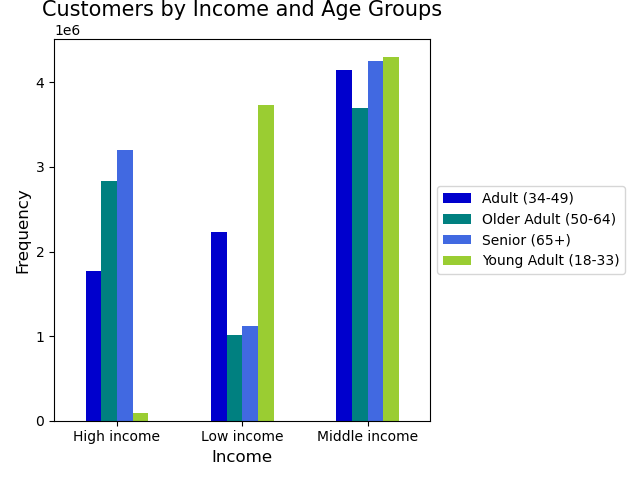 Customers by Income and Age Groups
1e6
4
3
2
1
0
Frequency
High income
Low income
Middle income
Income
Adult (34-49)
Older Adult (50-64)
Senior (65+)
Young Adult (18-33)